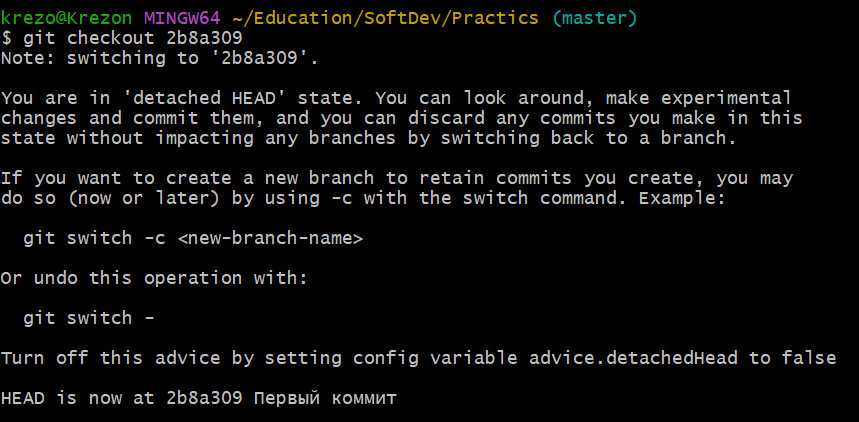 krezo@Krezon MINGW64 ~/Education/SoftDev/Practics (master)
$ git checkout 2b8a309
Note: switching to '2b8a309'.
You are in 'detached HEAD' state. You can look around, make experimental
changes and commit them, and you can discard any commits you make in this
state without impacting any branches by switching back to a branch.
If you want to create a new branch to retain commits you create, you may
do so (now or later) by using -c with the switch command. Example:
git switch -c <new-branch-name>
Or undo this operation with:
git switch -
Turn off this advice by setting config variable advice.detachedHead to false
HEAD is now at 2b8a309 Первый коммит